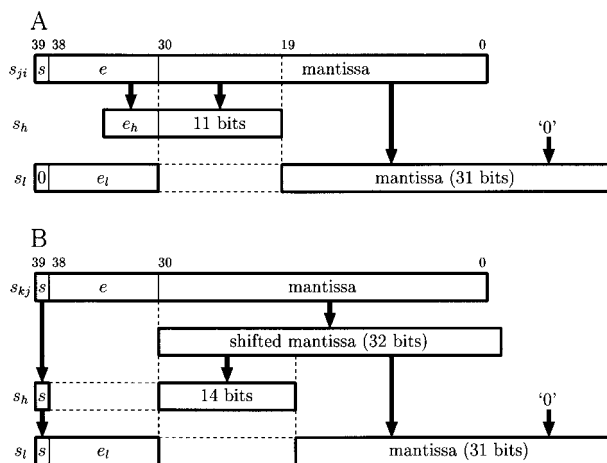 A
39 38 30 19 0
s_ji s e mantissa
s_h e_h 11 bits '0'
s_l 0 e_l mantissa (31 bits)
B
39 38 30 0
s_kj s e mantissa
shifted mantissa (32 bits)
s_h s 14 bits '0'
s_l s e_l mantissa (31 bits)